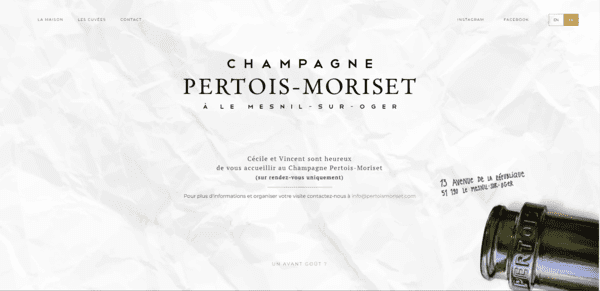 LA MAISON LES CUVÉES CONTACT INSTAGRAM FACEBOOK EN
CHAMPAGNE
PERTOIS-MORISET
À LE MESNIL-SUR-OGER
Cécile et Vincent sont heureux
de vous accueillir au Champagne Pertois-Moriset
(sur rendez-vous uniquement)
Pour plus d'informations et organiser votre visite contactez-nous à info@pertoismoriset.com
13 AVENUE DE LA RÉPUBLIQUE
51 190 LE MESNIL-SUR-OGER
PERTOIS
UN AVANT GOÛT ?